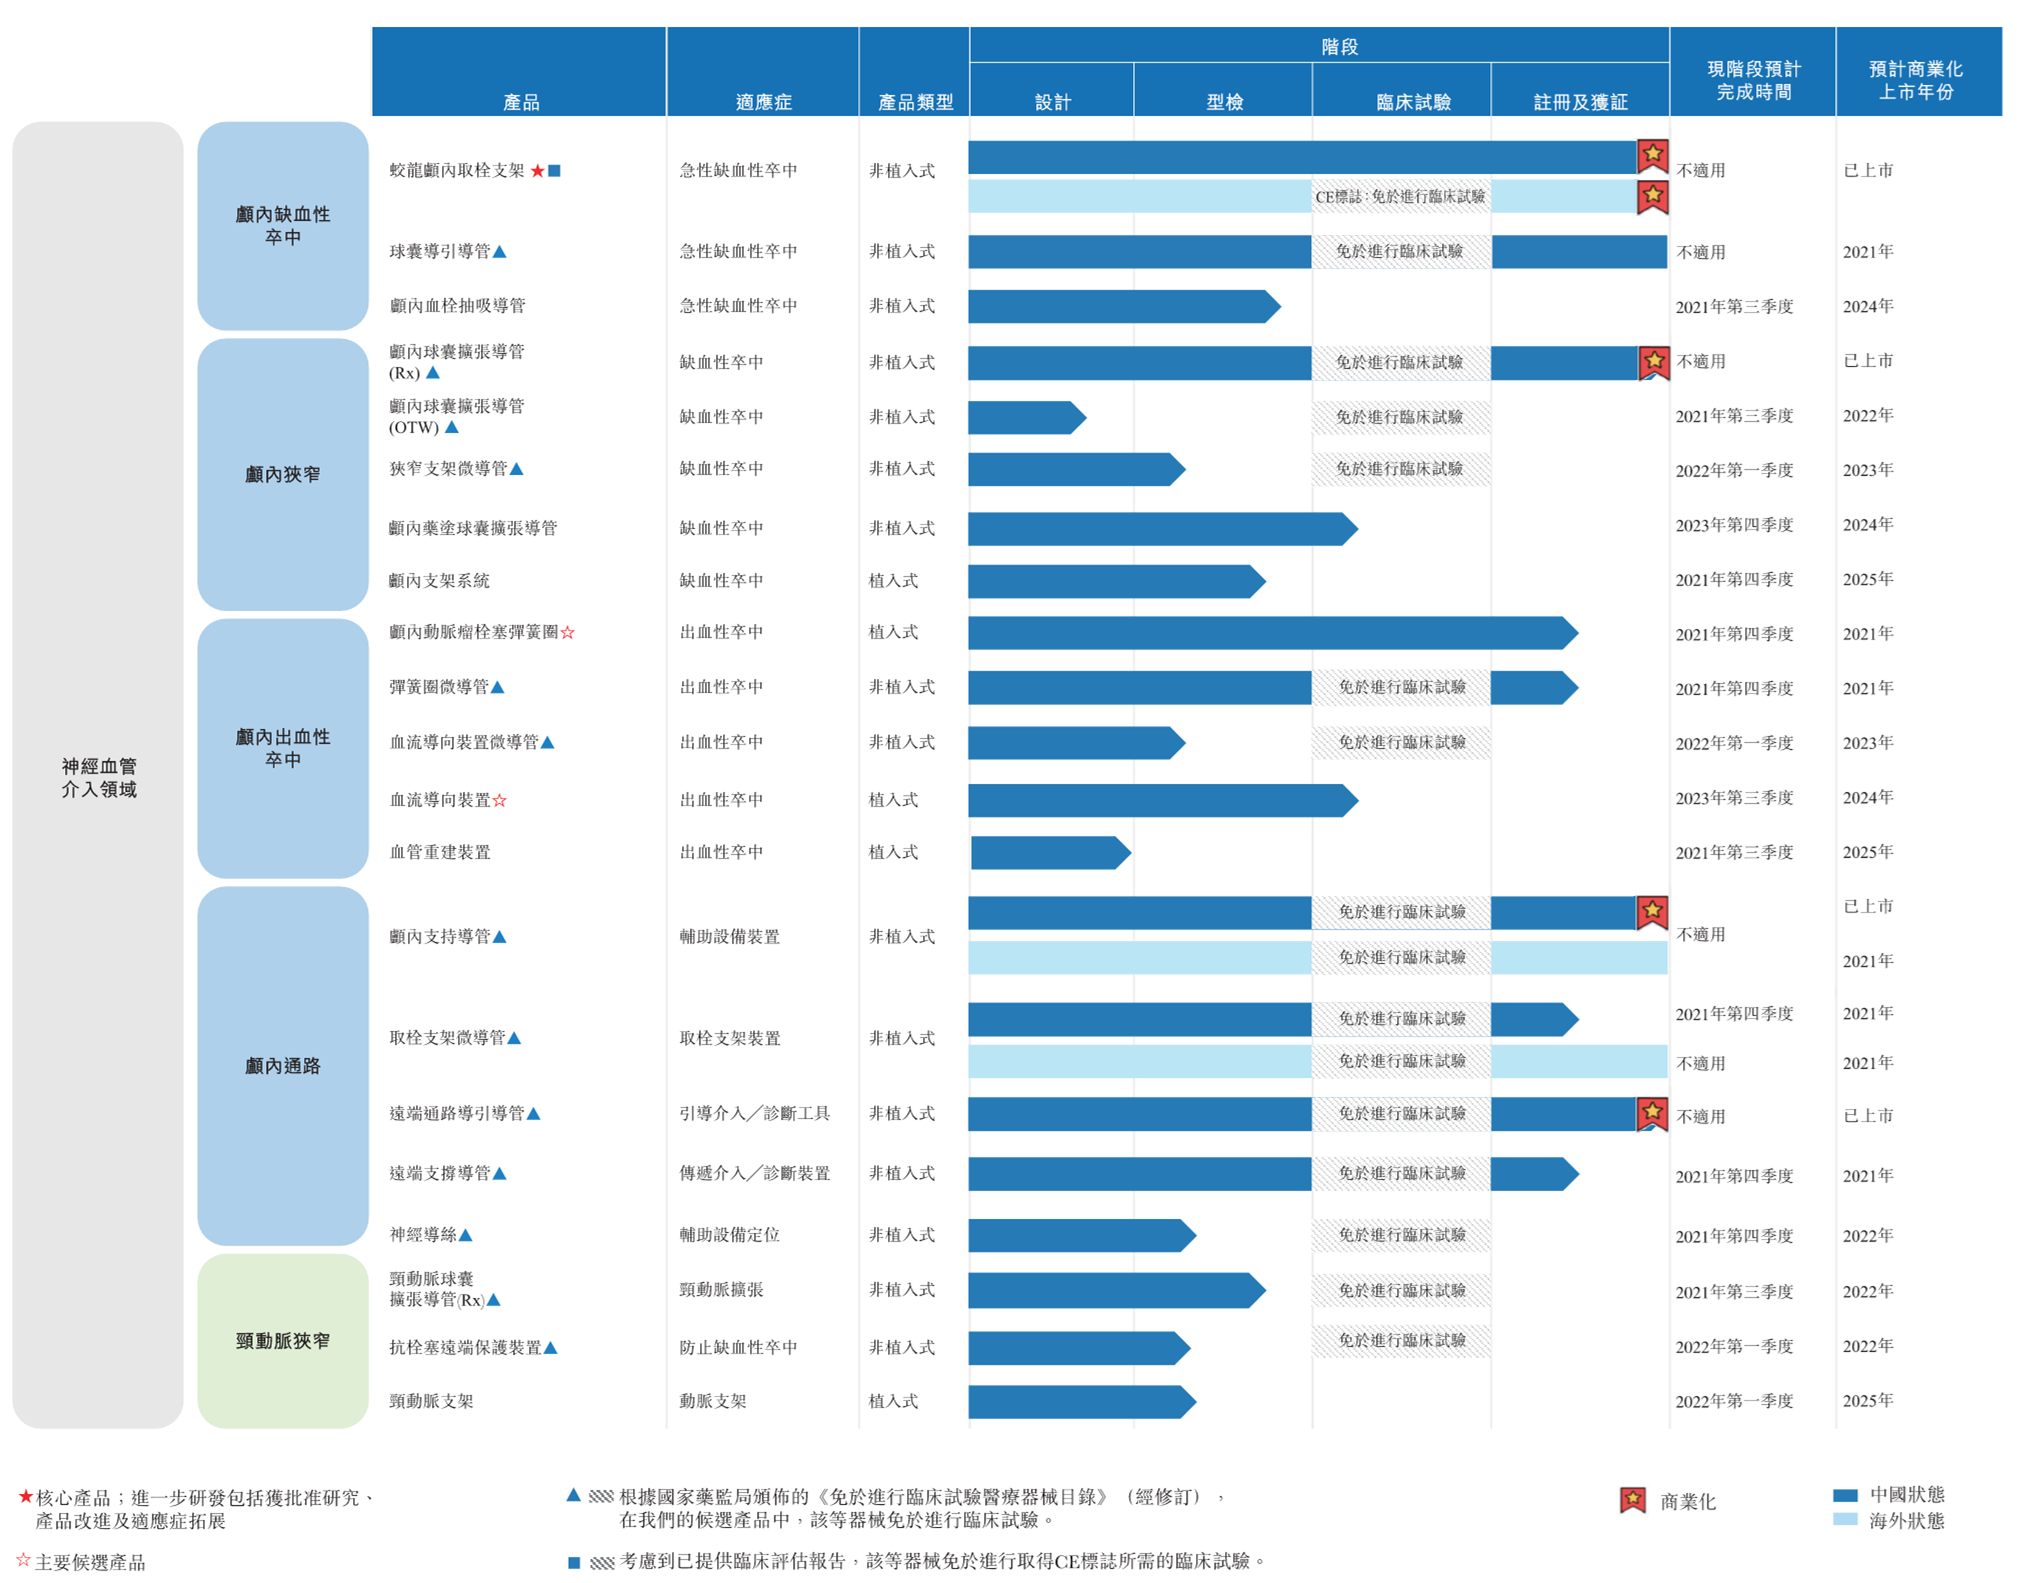 產品
適應症
產品類型
階段
設計
型檢
臨床試驗
註冊及獲証
現階段預計
完成時間
預計商業化
上市年份
神經血管
介入領域
顱內缺血性
卒中
蛟龍顱內取栓支架 ★■
急性缺血性卒中
非植入式
不適用
已上市
CE標誌：免於進行臨床試驗
球囊導引導管▲
急性缺血性卒中
非植入式
免於進行臨床試驗
不適用
2021年
顱內血栓抽吸導管
急性缺血性卒中
非植入式
2021年第三季度
2024年
顱內狹窄
顱內球囊擴張導管
(Rx) ▲
缺血性卒中
非植入式
免於進行臨床試驗
不適用
已上市
顱內球囊擴張導管
(OTW) ▲
缺血性卒中
非植入式
免於進行臨床試驗
2021年第三季度
2022年
狹窄支架微導管▲
缺血性卒中
非植入式
免於進行臨床試驗
2022年第一季度
2023年
顱內藥塗球囊擴張導管
缺血性卒中
非植入式
2023年第四季度
2024年
顱內支架系統
缺血性卒中
植入式
2021年第四季度
2025年
顱內出血性
卒中
顱內動脈瘤栓塞彈簧圈☆
出血性卒中
植入式
2021年第四季度
2021年
彈簧圈微導管▲
出血性卒中
非植入式
免於進行臨床試驗
2021年第四季度
2021年
血流導向裝置微導管▲
出血性卒中
非植入式
免於進行臨床試驗
2022年第一季度
2023年
血流導向裝置☆
出血性卒中
植入式
2023年第三季度
2024年
血管重建裝置
出血性卒中
植入式
2021年第三季度
2025年
顱內通路
顱內支持導管▲
輔助設備裝置
非植入式
免於進行臨床試驗
不適用
已上市
免於進行臨床試驗
2021年
取栓支架微導管▲
取栓支架裝置
非植入式
免於進行臨床試驗
2021年第四季度
2021年
免於進行臨床試驗
不適用
2021年
遠端通路導引導管▲
引導介入／診斷工具
非植入式
免於進行臨床試驗
不適用
已上市
遠端支撐導管▲
傳遞介入／診斷裝置
非植入式
免於進行臨床試驗
2021年第四季度
2021年
神經導絲▲
輔助設備定位
非植入式
免於進行臨床試驗
2021年第四季度
2022年
頸動脈狹窄
頸動脈球囊
擴張導管(Rx)▲
頸動脈擴張
非植入式
免於進行臨床試驗
2021年第三季度
2022年
抗栓塞遠端保護裝置▲
防止缺血性卒中
非植入式
免於進行臨床試驗
2022年第一季度
2022年
頸動脈支架
動脈支架
植入式
2022年第一季度
2025年
★核心產品；進一步研發包括獲批准研究、
產品改進及適應症拓展
☆主要候選產品
▲ 根據國家藥監局頒佈的《免於進行臨床試驗醫療器械目錄》（經修訂），
在我們的候選產品中，該等器械免於進行臨床試驗。
■ 考慮到已提供臨床評估報告，該等器械免於進行取得CE標誌所需的臨床試驗。
商業化
中國狀態
海外狀態